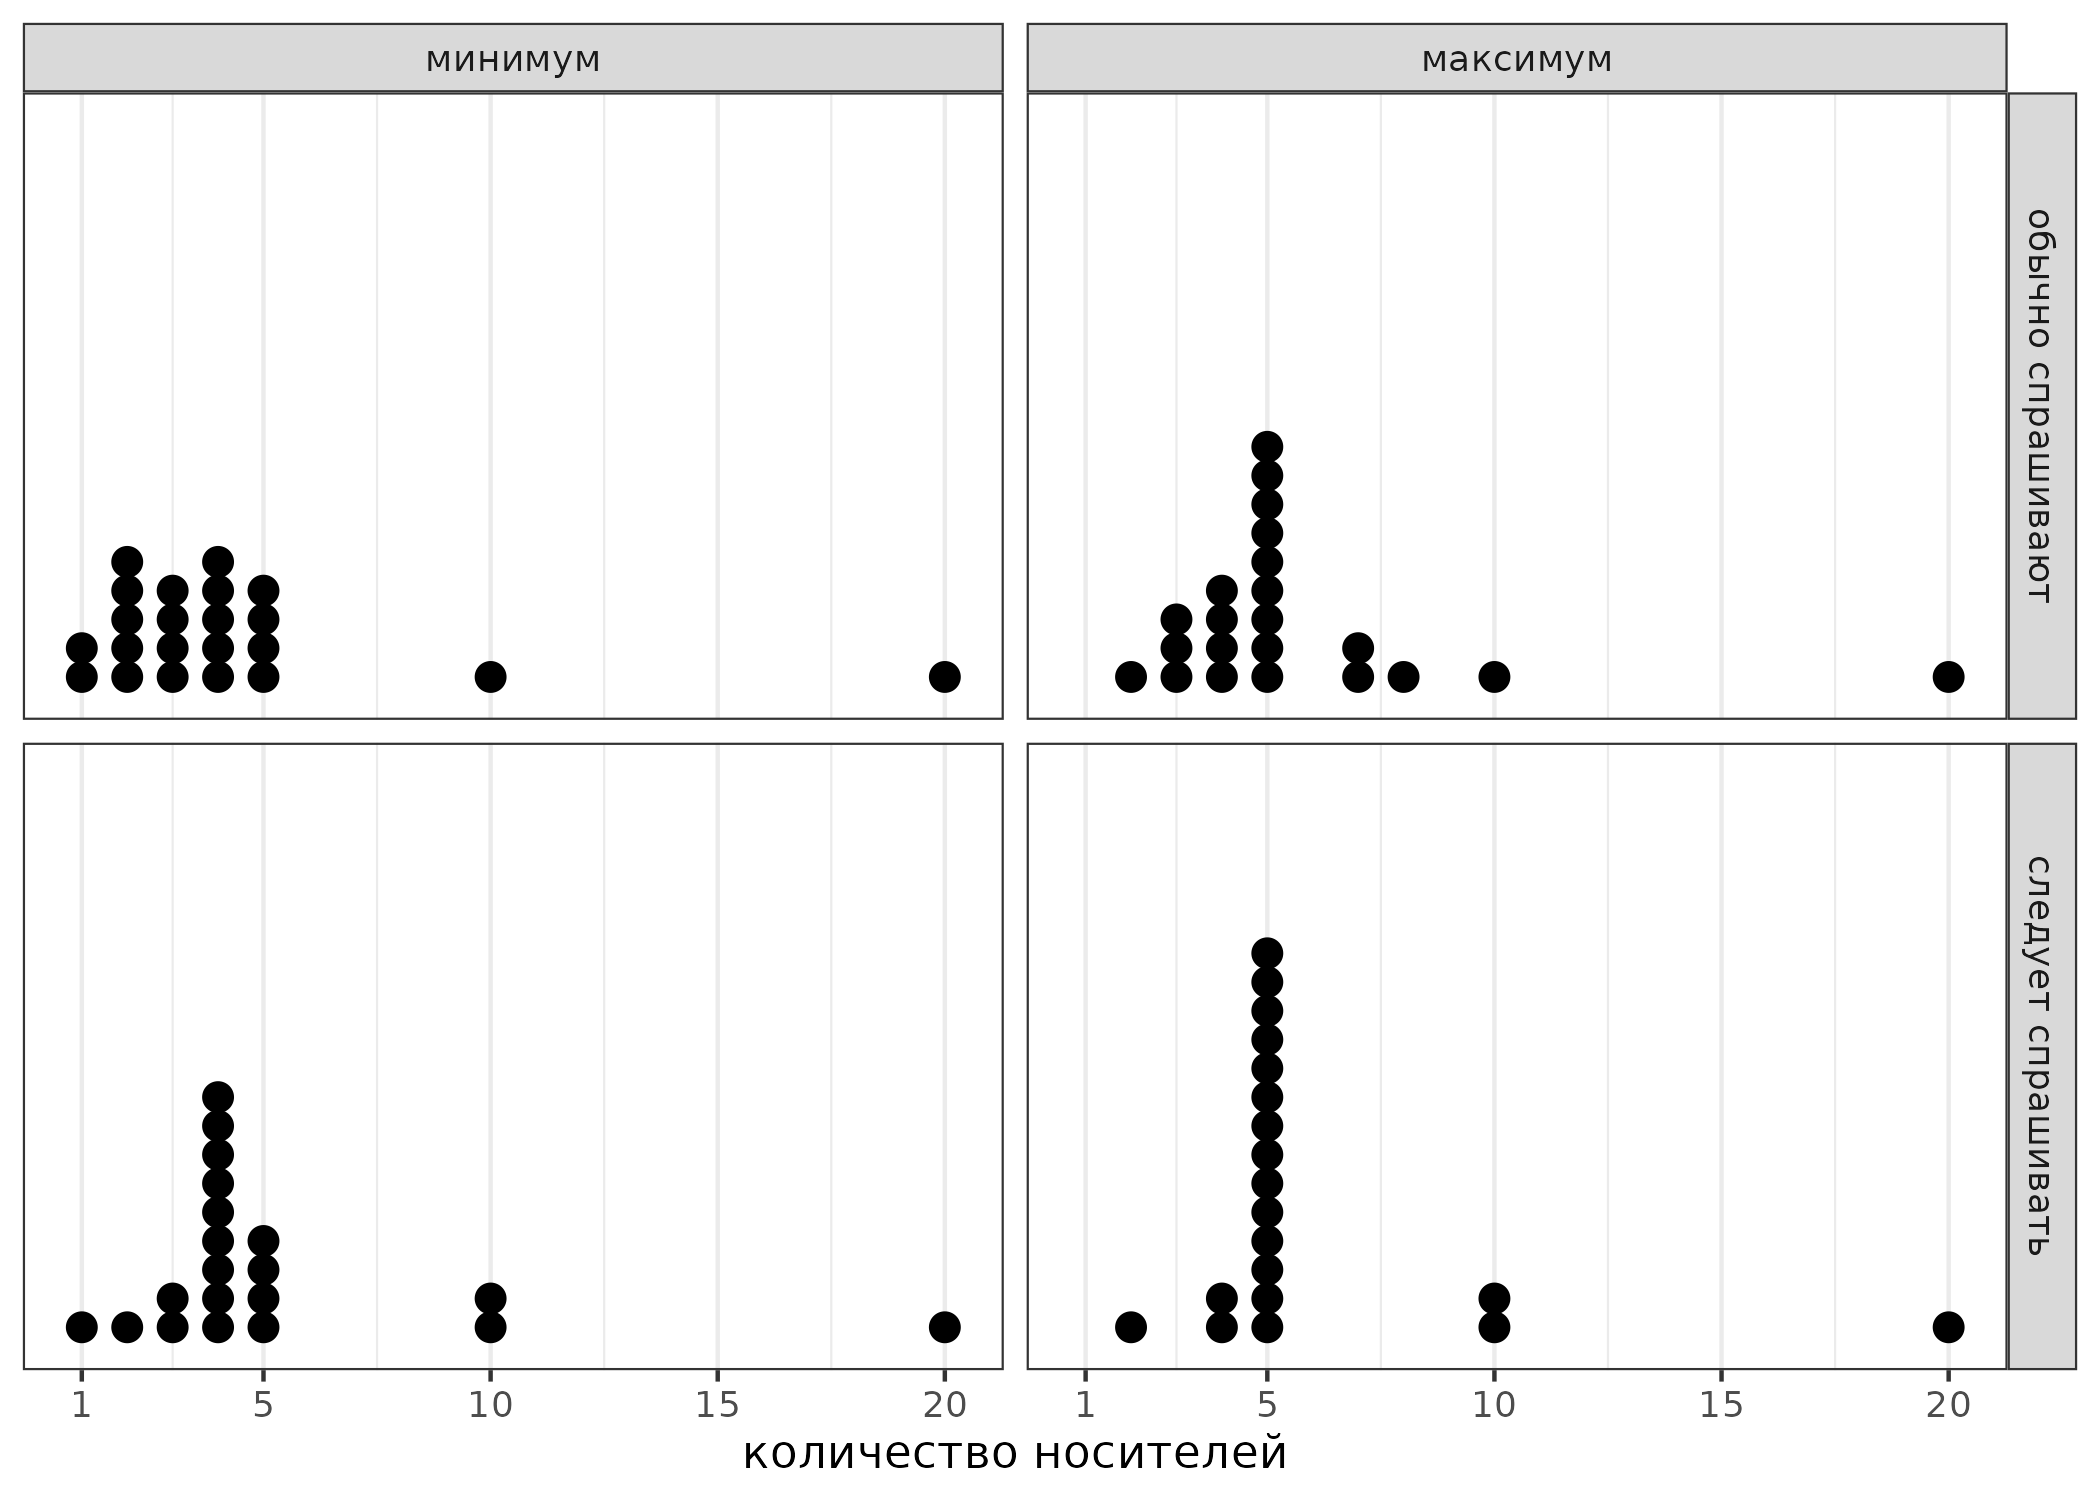 минимум
максимум
обычно спрашивают
следует спрашивать
1 5 10 15 20
1 5 10 15 20
количество носителей